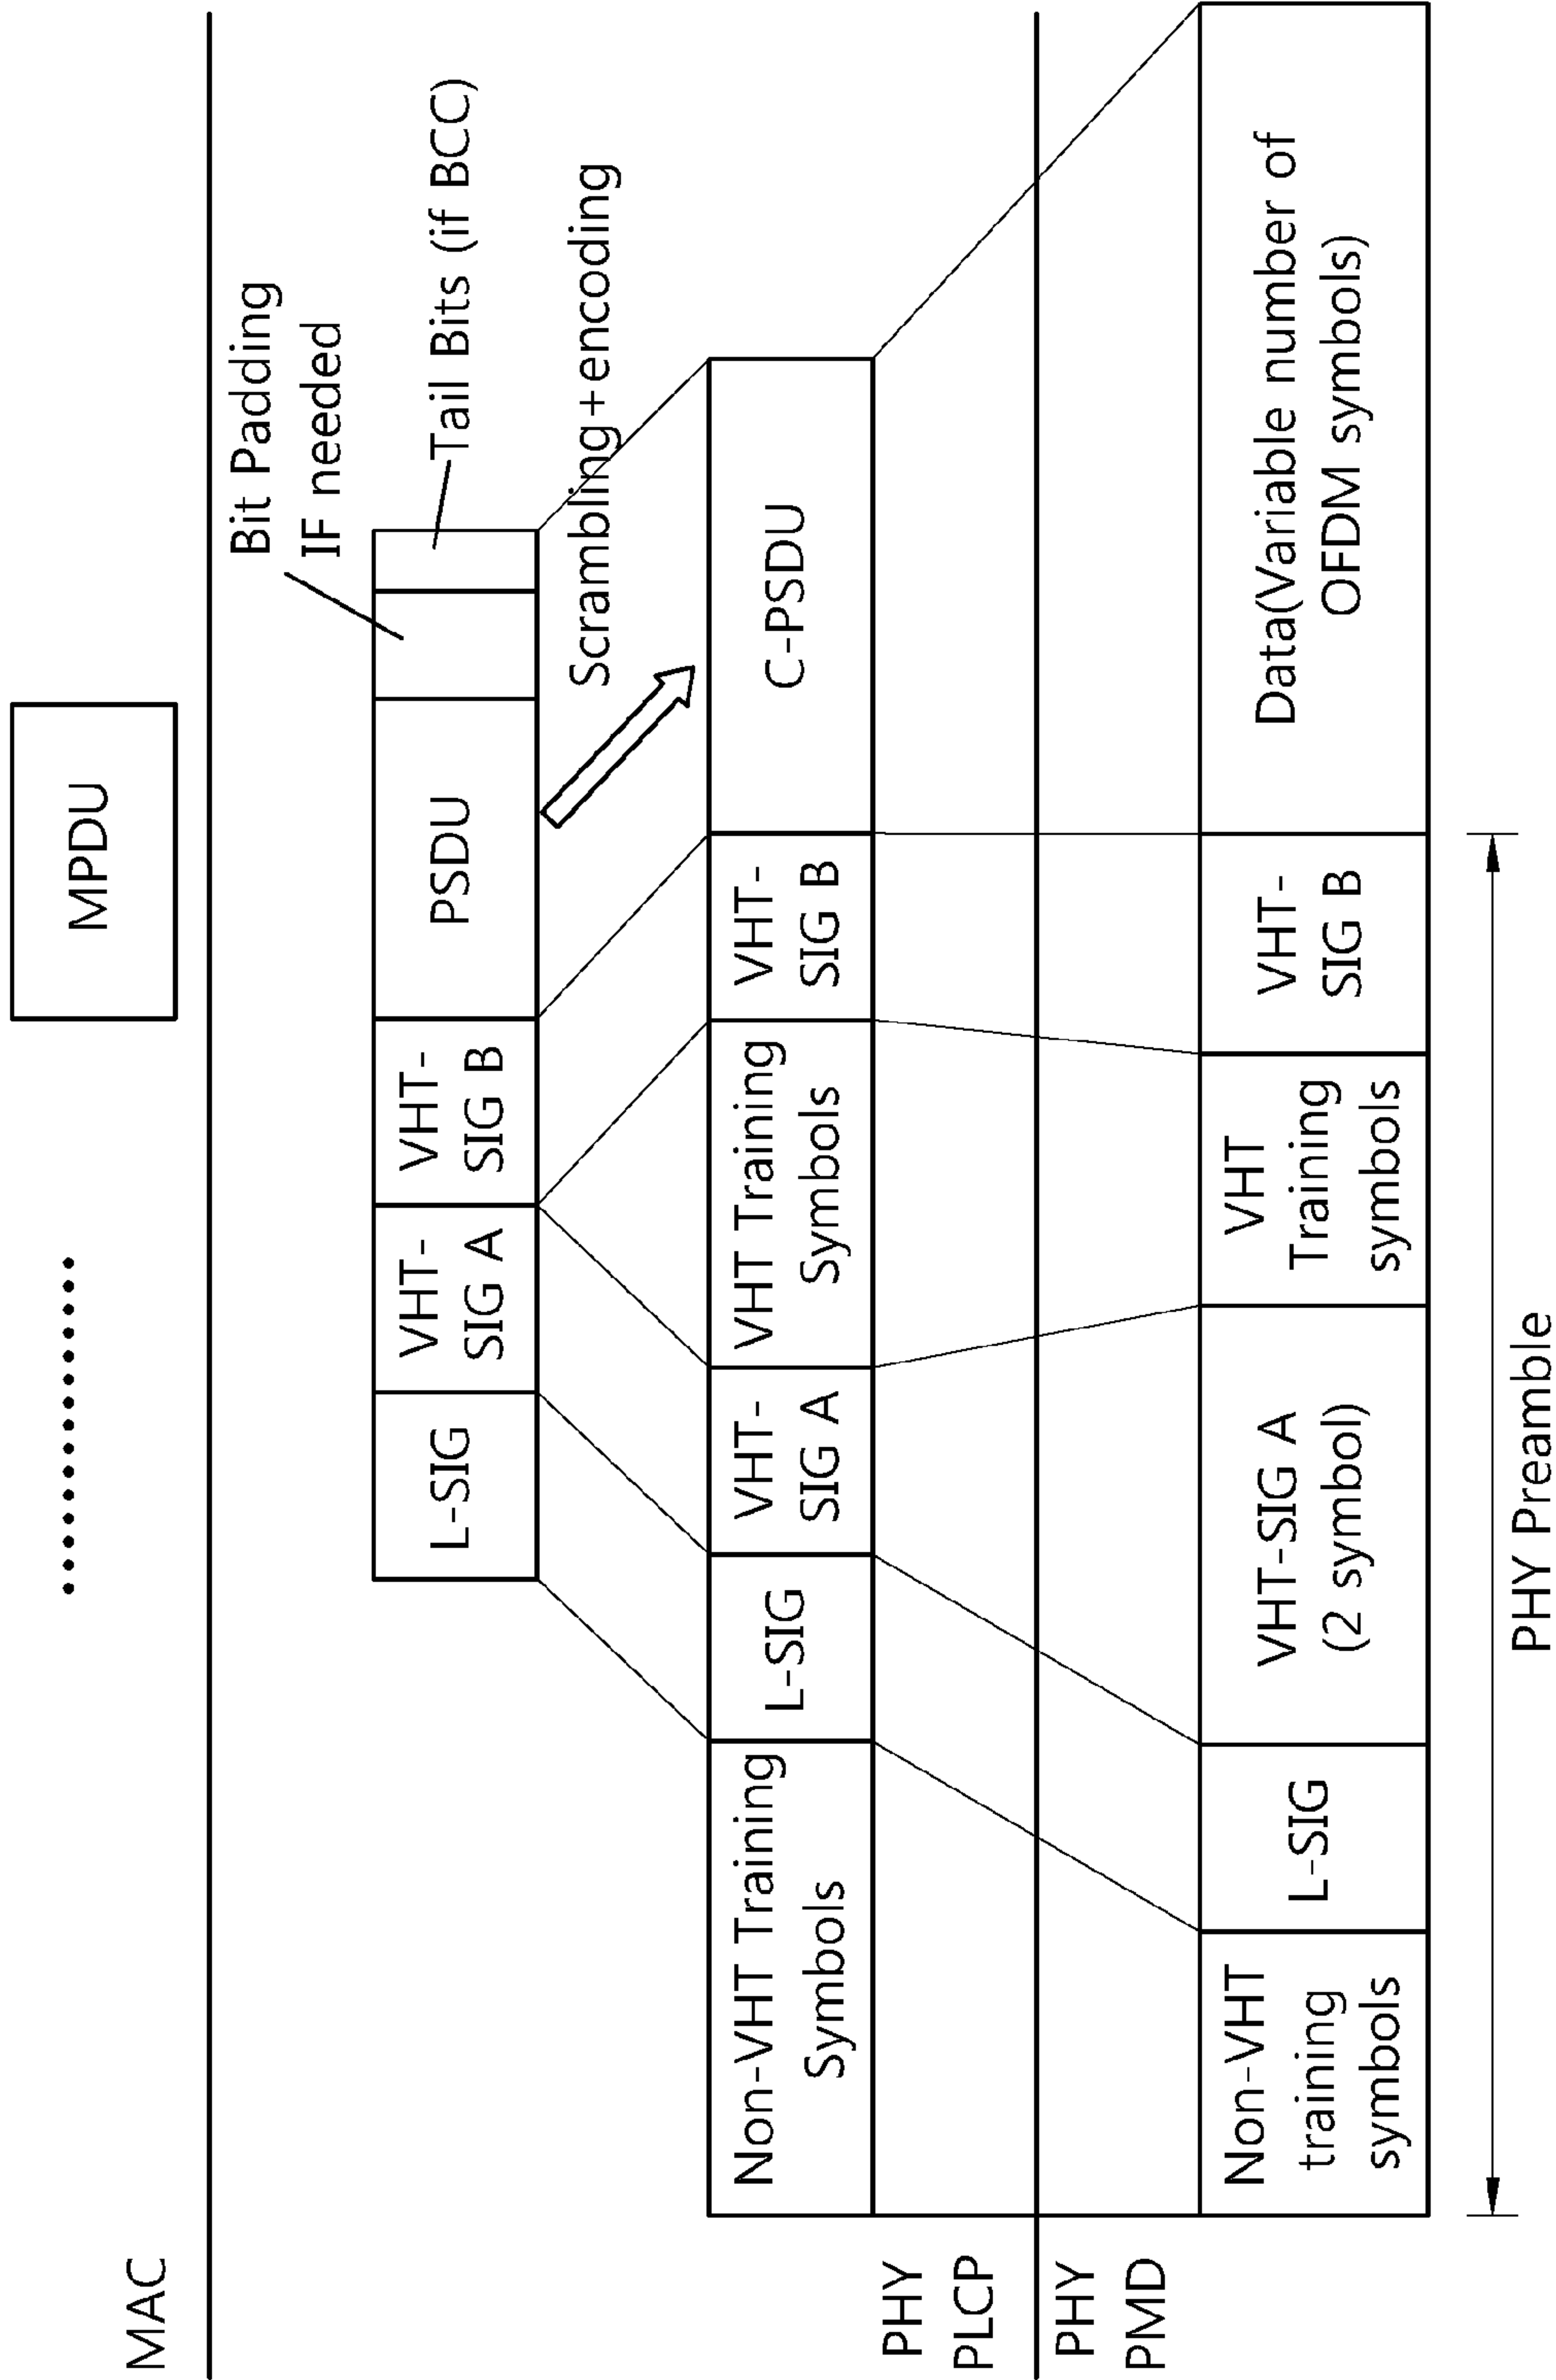 MAC
MPDU
Bit Padding
IF needed
L-SIG
VHT-
SIG A
VHT-
SIG B
PSDU
Tail Bits (if BCC)
Scrambling+encoding
Non-VHT Training
Symbols
L-SIG
VHT-
SIG A
VHT Training
Symbols
VHT-
SIG B
C-PSDU
PHY
PLCP
PHY
PMD
Non-VHT
training
symbols
L-SIG
VHT-SIG A
(2 symbol)
VHT
Training
symbols
VHT-
SIG B
Data(Variable number of
OFDM symbols)
PHY Preamble